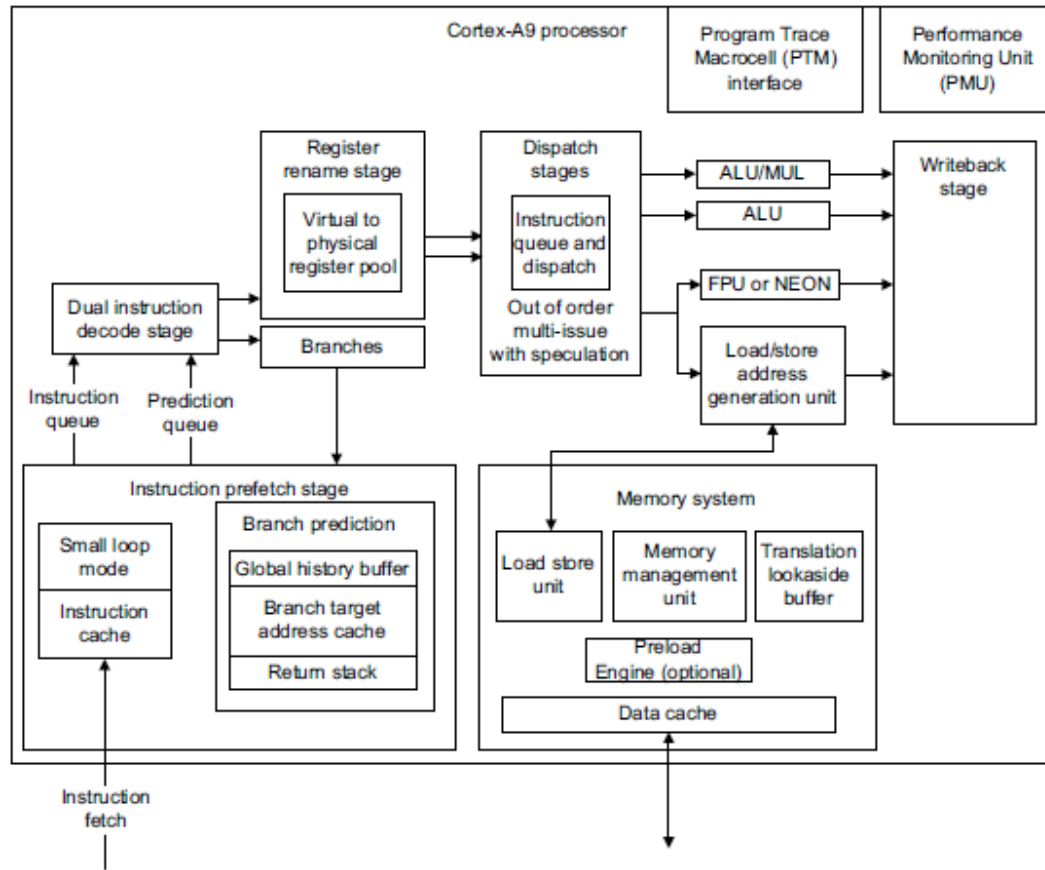 Cortex-A9 processor
Program Trace
Macrocell (PTM)
interface
Performance
Monitoring Unit
(PMU)
Register
rename stage
Virtual to
physical
register pool
Dispatch
stages
Instruction
queue and
dispatch
Out of order
multi-issue
with speculation
ALU/MUL
ALU
FPU or NEON
Load/store
address
generation unit
Writeback
stage
Dual instruction
decode stage
Branches
Instruction
queue
Prediction
queue
Instruction prefetch stage
Small loop
mode
Instruction
cache
Branch prediction
Global history buffer
Branch target
address cache
Return stack
Memory system
Load store
unit
Memory
management
unit
Translation
lookaside
buffer
Preload
Engine (optional)
Data cache
Instruction
fetch